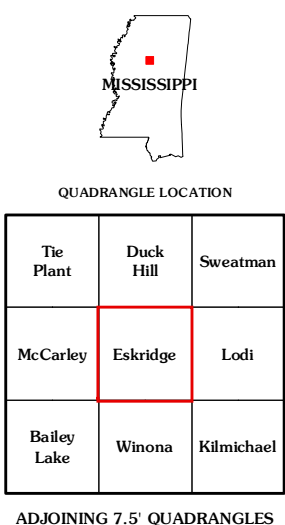 MISSISSIPPI
QUADRANGLE LOCATION
Tie
Plant
Duck
Hill
Sweatman
McCarley
Eskridge
Lodi
Bailey
Lake
Winona
Kilmichael
ADJOINING 7.5' QUADRANGLES